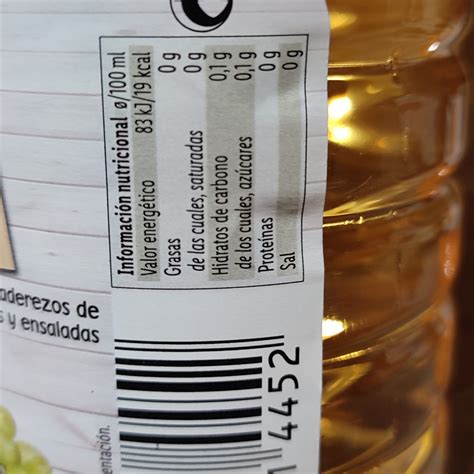 Información nutricional ø/100 ml
Valor energético 83 kJ/19 kcal
Grasas 0 g
de las cuales, saturadas 0 g
Hidratos de carbono 0,1 g
de los cuales, azúcares 0,1 g
Proteínas 0 g
Sal 0 g
aderezos de
s y ensaladas
entación.
4452